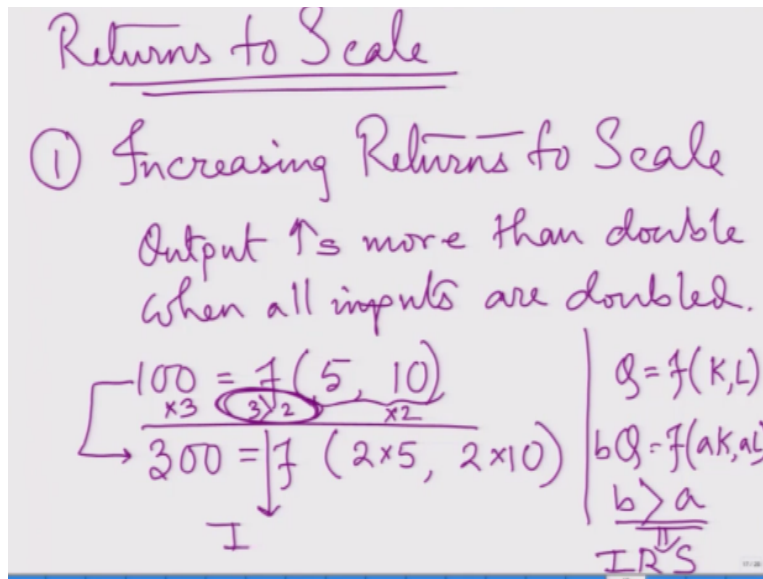 Returns to Scale
① Increasing Returns to Scale
Output ↑s more than double
when all inputs are doubled.
100 = f(5, 10)
×3 3>2 ×2
300 = f (2×5, 2×10)
I
Q = f(K,L)
bQ = f(aK,aL
b > a
IRS